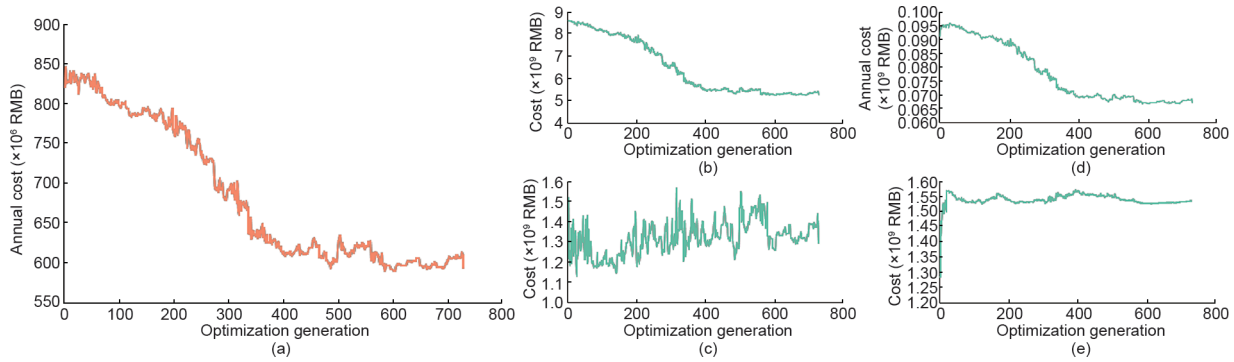 900
850
800
750
700
650
600
550
Annual cost (×10⁶ RMB)
0 100 200 300 400 500 600 700 800
Optimization generation
(a)
9
8
7
6
5
4
Cost (×10⁹ RMB)
0 200 400 600 800
Optimization generation
(b)
1.6
1.5
1.4
1.3
1.2
1.1
1.0
Cost (×10⁹ RMB)
0 200 400 600 800
Optimization generation
(c)
0.100
0.095
0.090
0.085
0.080
0.075
0.070
0.065
0.060
Annual cost
(×10⁹ RMB)
0 200 400 600 800
Optimization generation
(d)
1.60
1.55
1.50
1.45
1.40
1.35
1.30
1.25
1.20
Cost (×10⁹ RMB)
0 200 400 600 800
Optimization generation
(e)